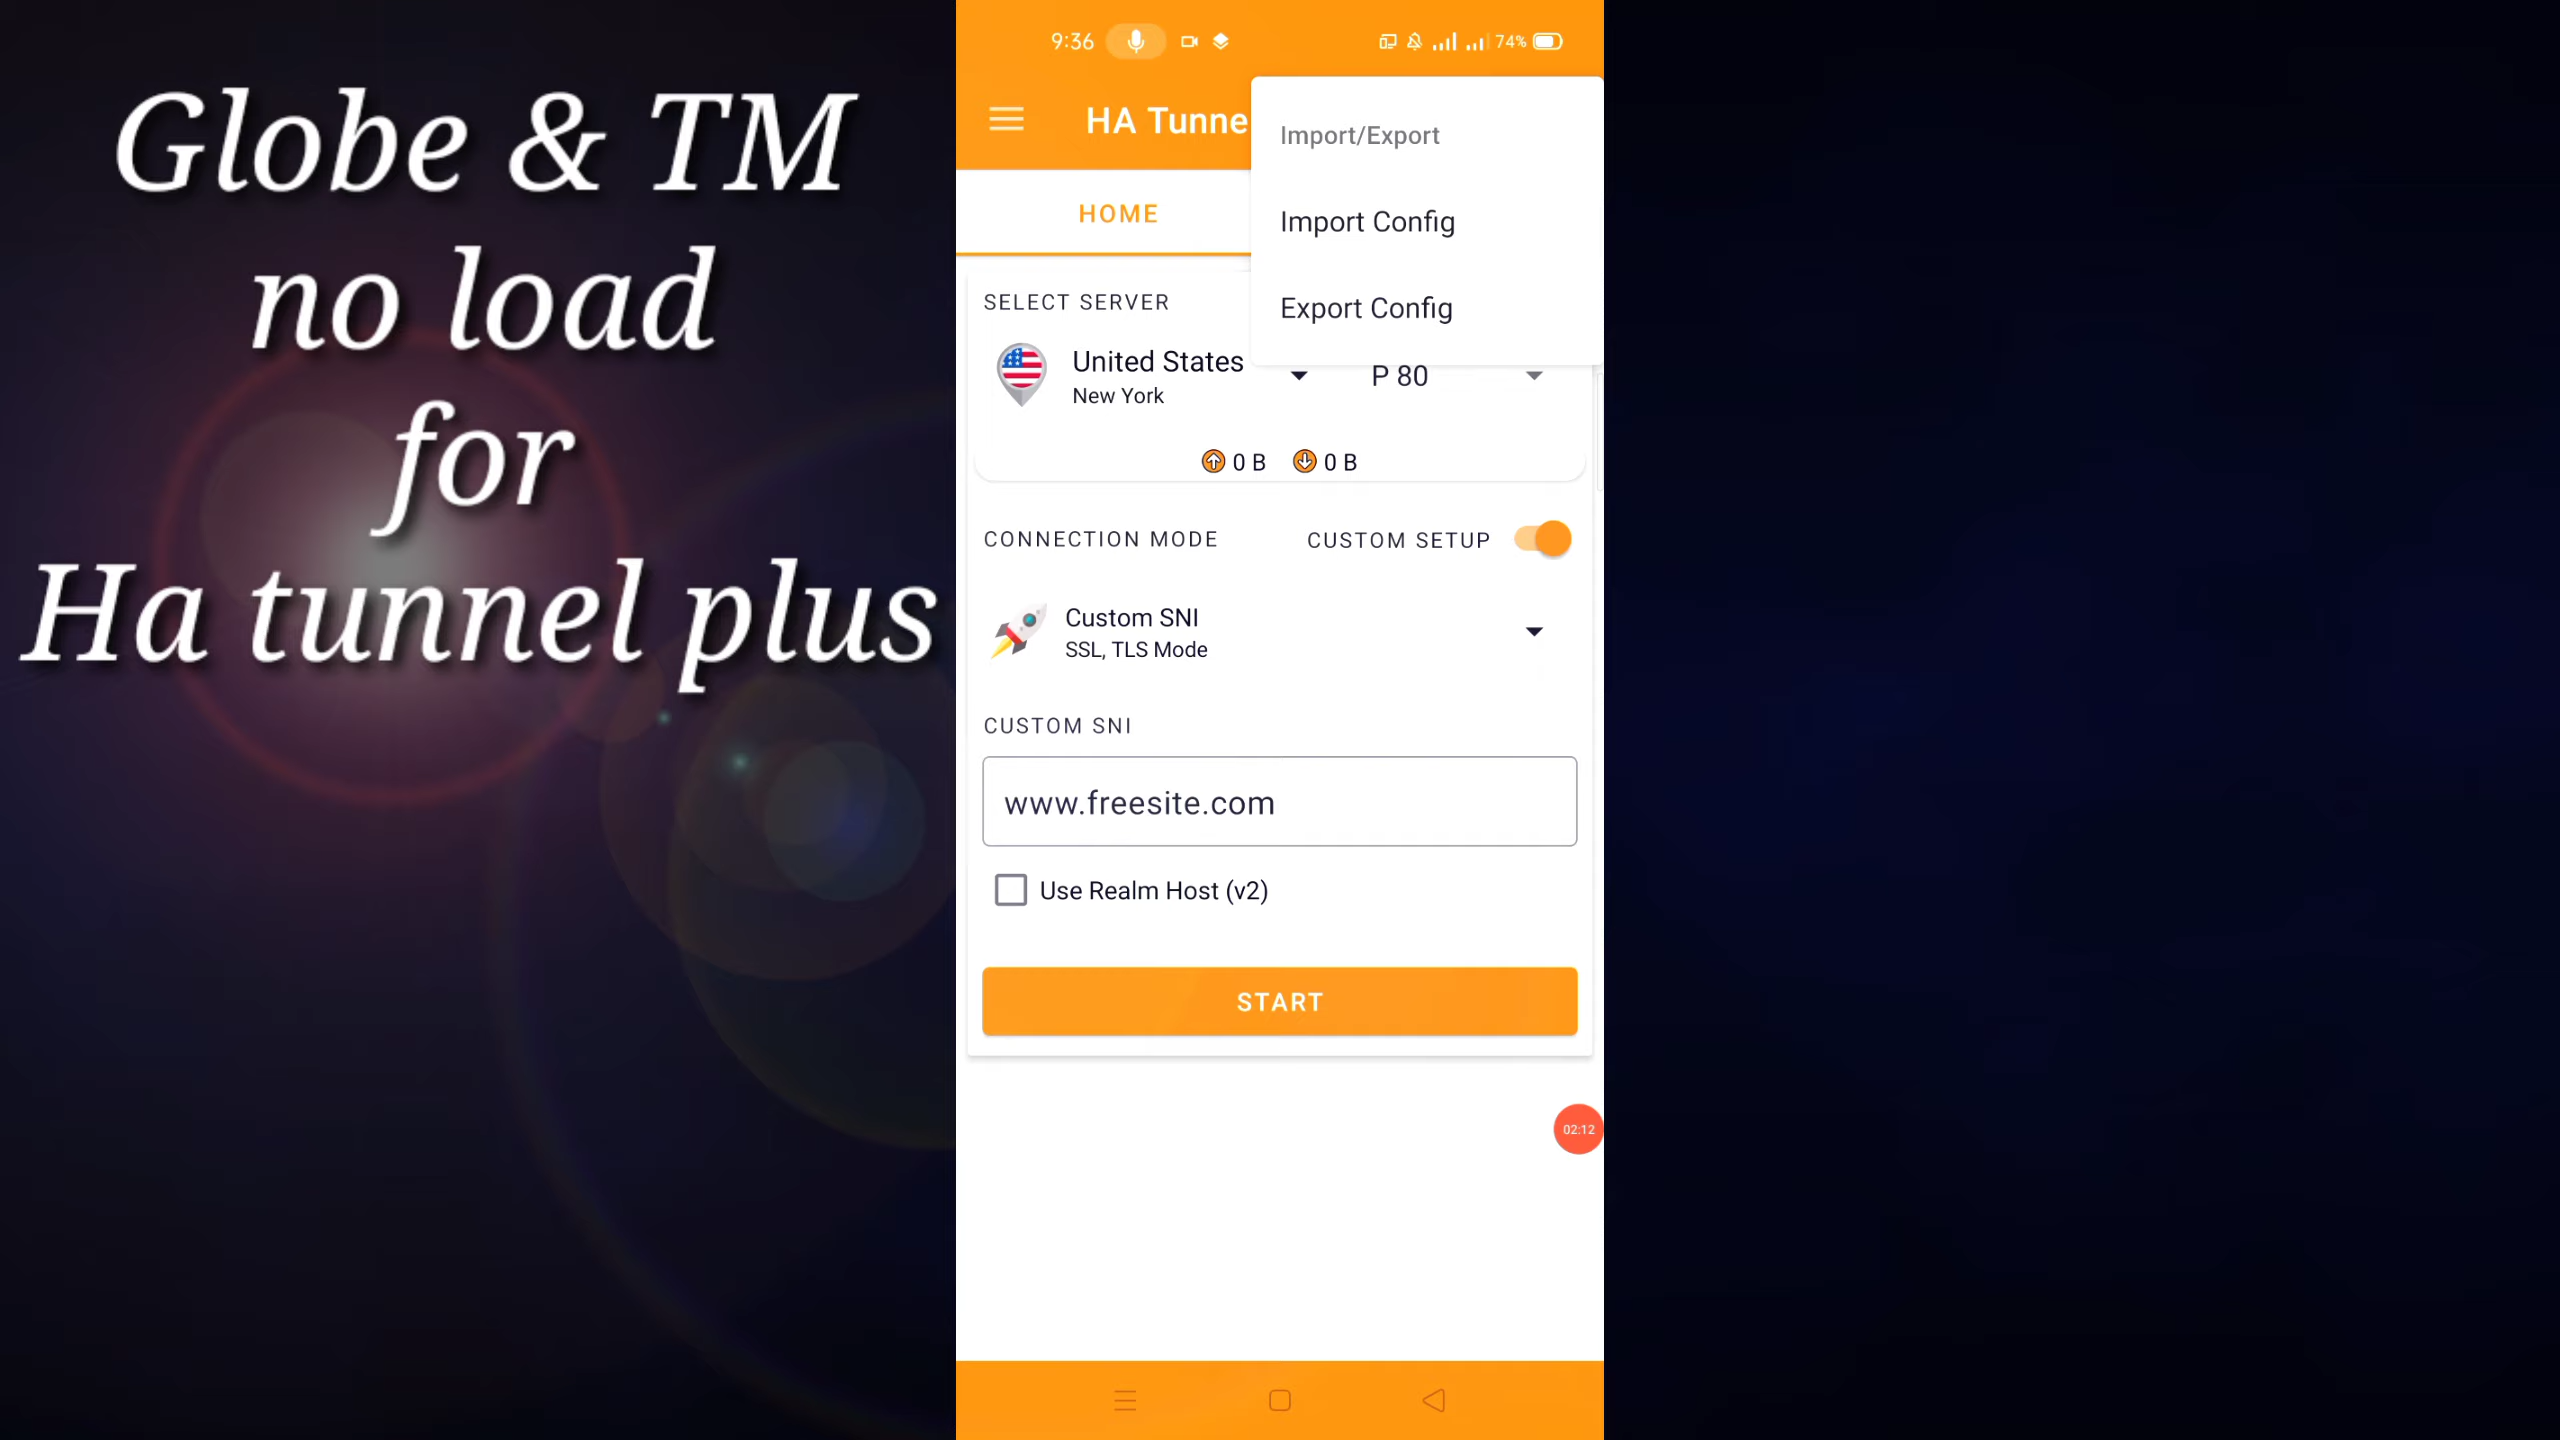 Globe & TM
no load
for
Ha tunnel plus
9:36
74%
HA Tunne
Import/Export
Import Config
Export Config
HOME
SELECT SERVER
United States
New York
P 80
0 B 0 B
CONNECTION MODE
CUSTOM SETUP
Custom SNI
SSL, TLS Mode
CUSTOM SNI
www.freesite.com
Use Realm Host (v2)
START
02:12